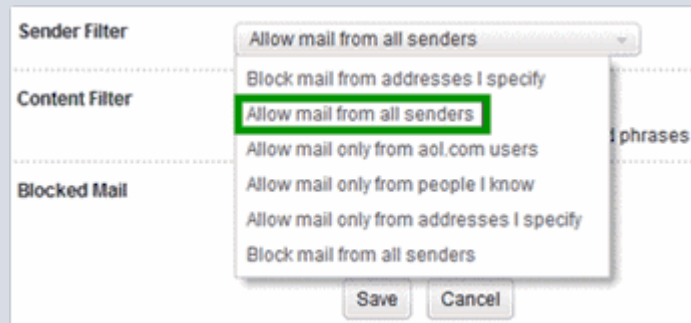 Sender Filter
Allow mail from all senders
Block mail from addresses I specify
Content Filter
Allow mail from all senders
phrases
Allow mail only from aol.com users
Blocked Mail
Allow mail only from people I know
Allow mail only from addresses I specify
Block mail from all senders
Save
Cancel